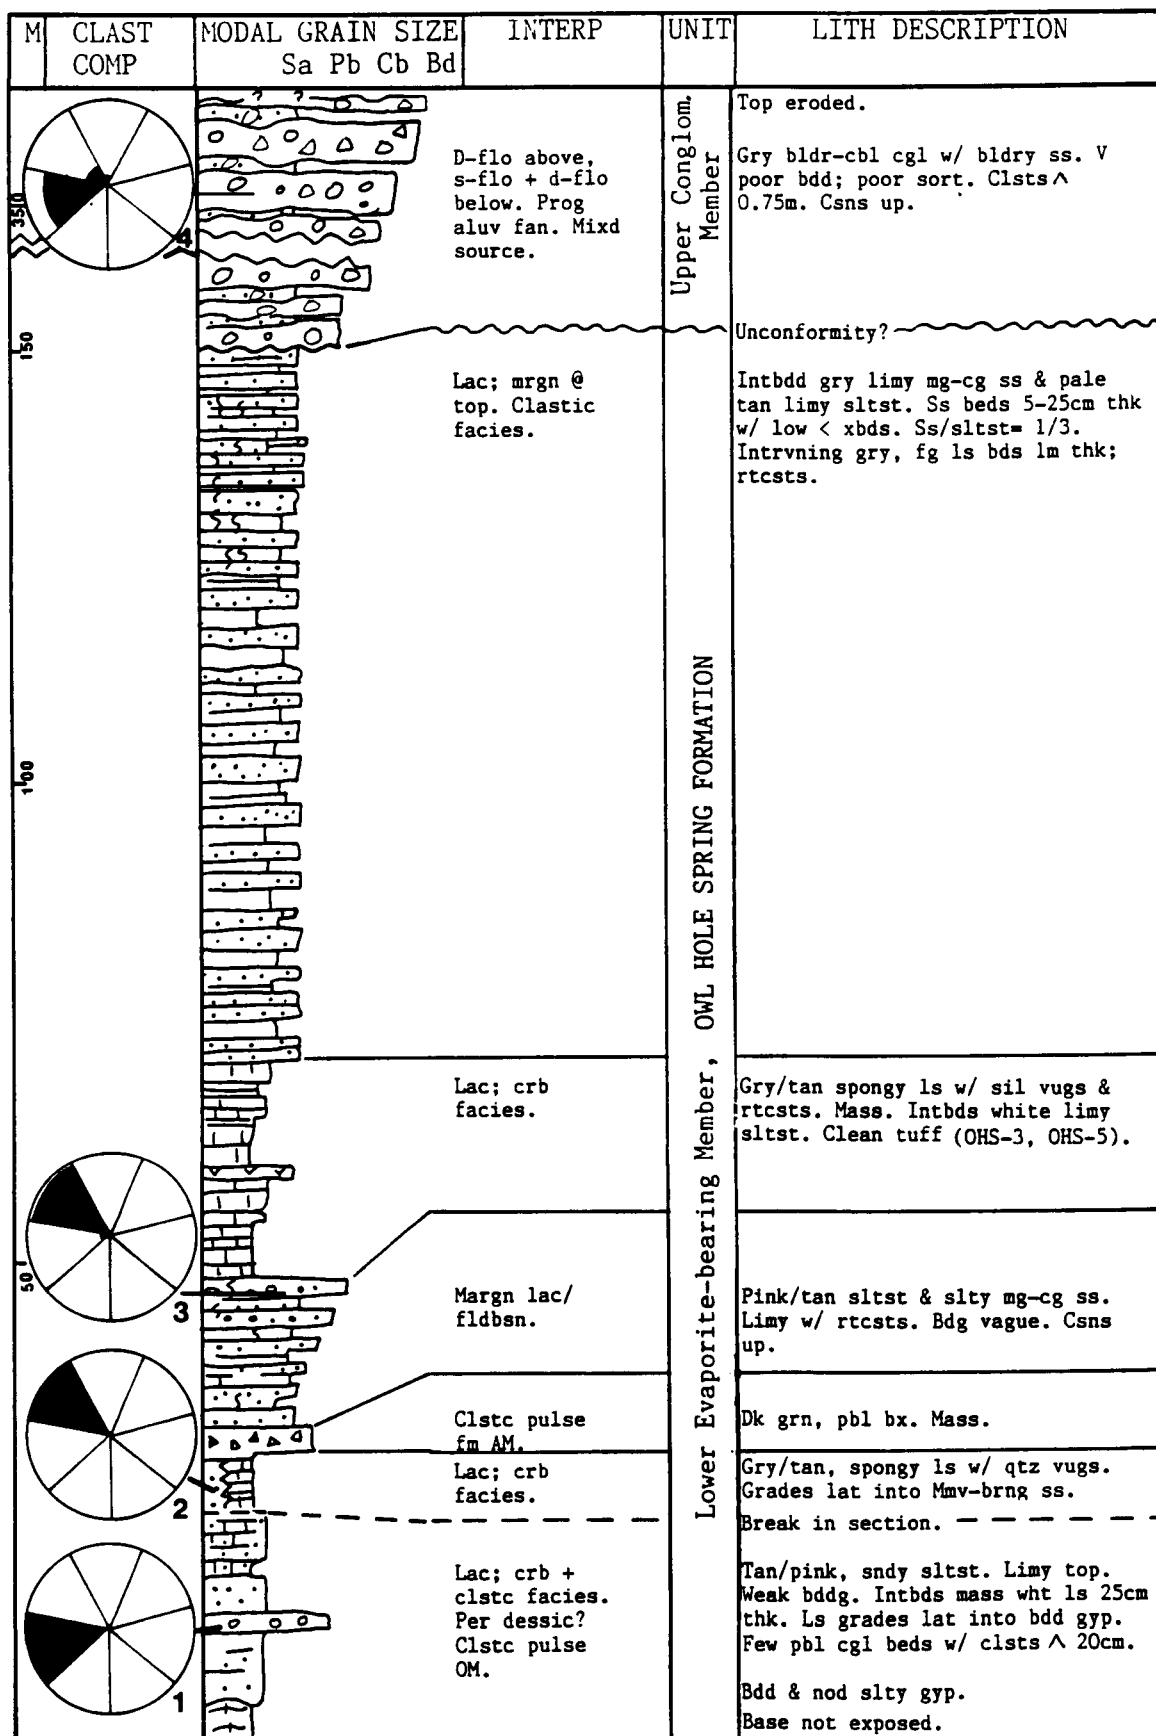 M
CLAST
COMP
MODAL GRAIN SIZE
Sa Pb Cb Bd
INTERP
UNIT
LITH DESCRIPTION
? ?
350
4
D-flo above,
s-flo + d-flo
below. Prog
aluv fan. Mixd
source.
Upper Conglom.
Member
Top eroded.
Gry bldr-cbl cgl w/ bldry ss. V
poor bdd; poor sort. Clsts ^
0.75m. Csns up.
Unconformity?
150
Lac; mrgn @
top. Clastic
facies.
Intbdd gry limy mg-cg ss & pale
tan limy sltst. Ss beds 5-25cm thk
w/ low < xbds. Ss/sltst= 1/3.
Intrvning gry, fg ls bds 1m thk;
rtcsts.
100
Lower Evaporite-bearing Member, OWL HOLE SPRING FORMATION
Lac; crb
facies.
Gry/tan spongy ls w/ sil vugs &
rtcsts. Mass. Intbds white limy
sltst. Clean tuff (OHS-3, OHS-5).
50
3
Margn lac/
fldbsn.
Pink/tan sltst & slty mg-cg ss.
Limy w/ rtcsts. Bdg vague. Csns
up.
Clstc pulse
fm AM.
Dk grn, pbl bx. Mass.
2
Lac; crb
facies.
Gry/tan, spongy ls w/ qtz vugs.
Grades lat into Mmv-brng ss.
Break in section.
1
Lac; crb +
clstc facies.
Per dessic?
Clstc pulse
OM.
Tan/pink, sndy sltst. Limy top.
Weak bddg. Intbds mass wht ls 25cm
thk. Ls grades lat into bdd gyp.
Few pbl cgl beds w/ clsts ^ 20cm.
Bdd & nod slty gyp.
Base not exposed.